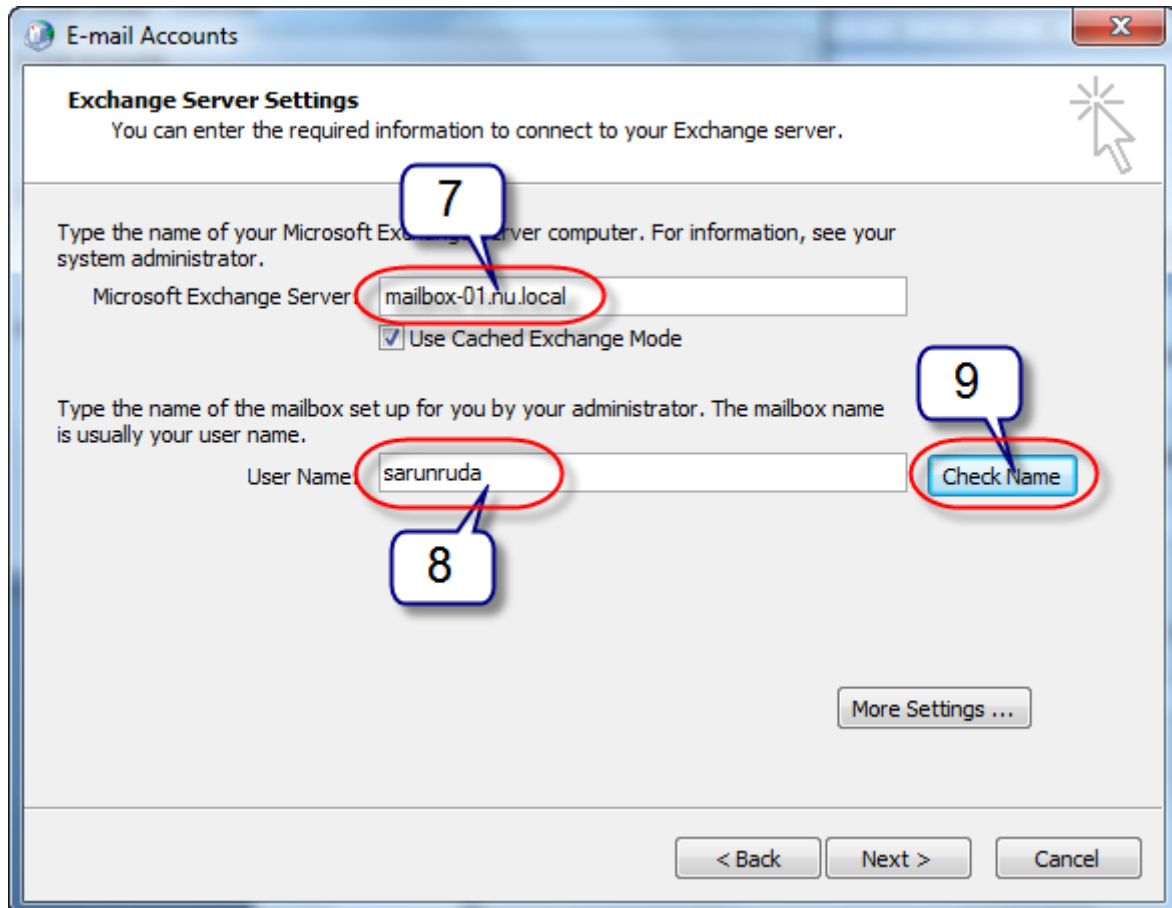 E-mail Accounts
Exchange Server Settings
You can enter the required information to connect to your Exchange server.
7
Type the name of your Microsoft Ex rver computer. For information, see your
system administrator.
Microsoft Exchange Server: mailbox-01.nu.local
Use Cached Exchange Mode
9
Type the name of the mailbox set up for you by your administrator. The mailbox name
is usually your user name.
User Name: sarunruda Check Name
8
More Settings ...
< Back Next > Cancel